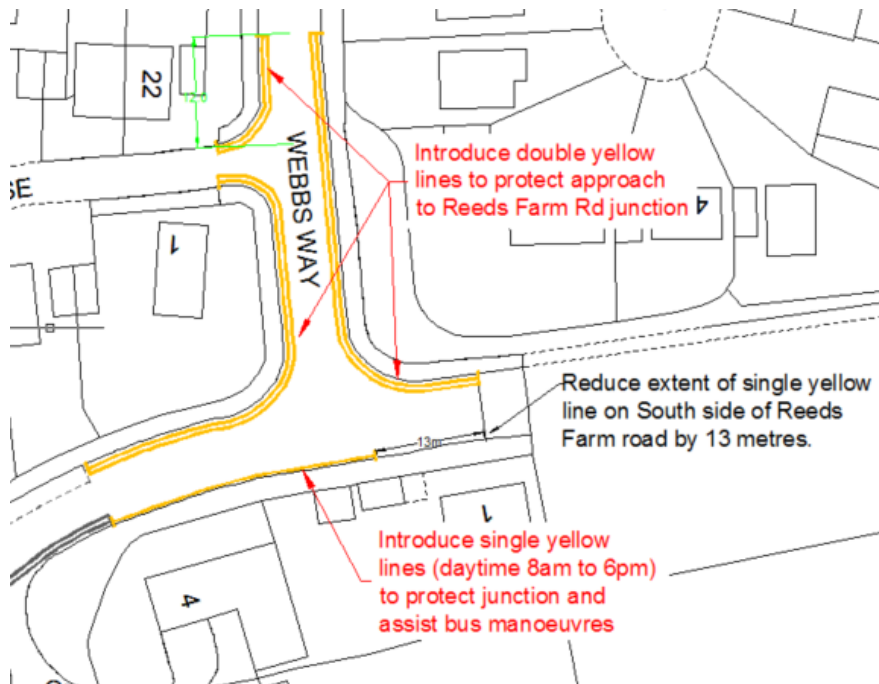 22
12.0
WEBBS WAY
Introduce double yellow
lines to protect approach
to Reeds Farm Rd junction
4
SE
1
Reduce extent of single yellow
line on South side of Reeds
Farm road by 13 metres.
13m
1
Introduce single yellow
lines (daytime 8am to 6pm)
to protect junction and
assist bus manoeuvres
4